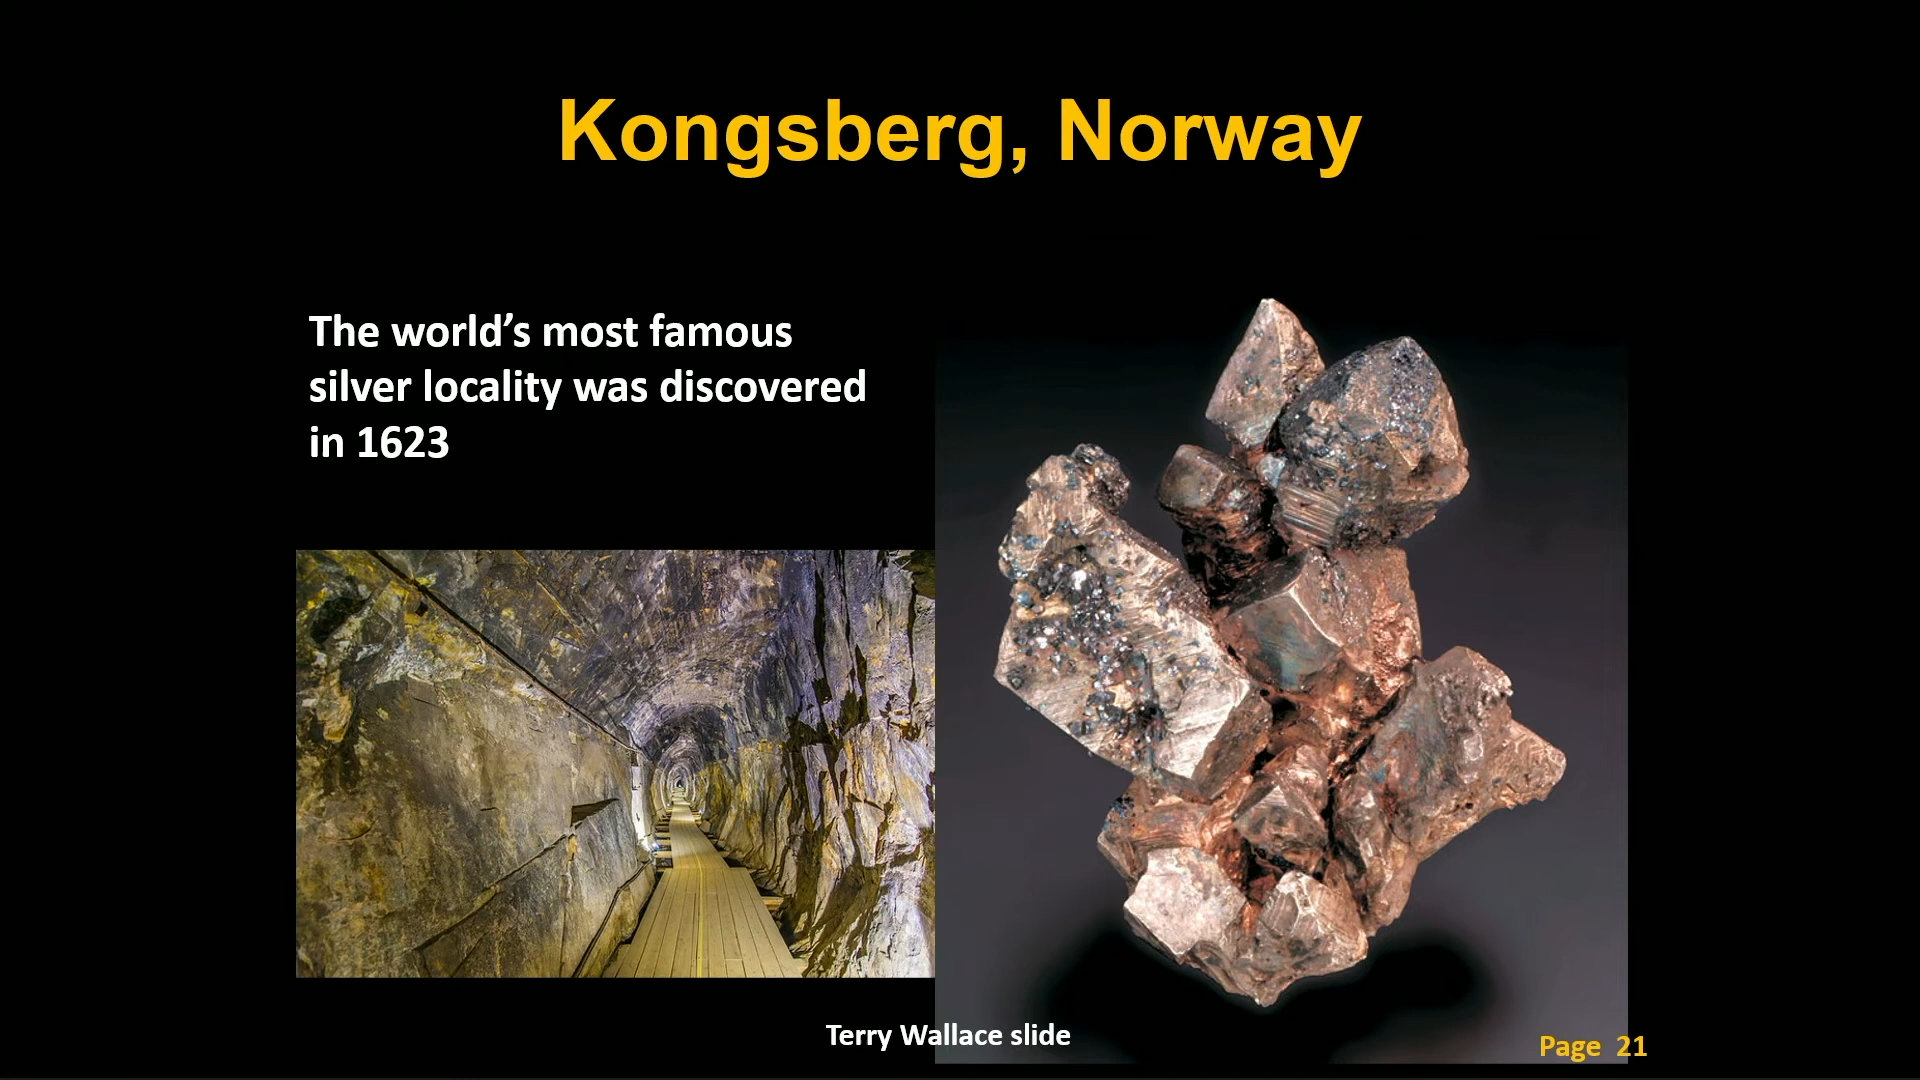 Kongsberg, Norway
The world’s most famous
silver locality was discovered
in 1623
Terry Wallace slide
Page 21